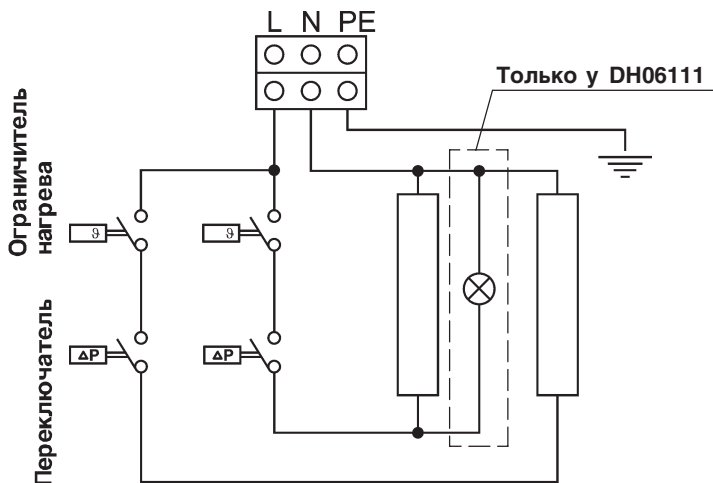 L N PE
Только у DH06111
Ограничитель
нагрева
ϑ
ϑ
Переключатель
ΔP
ΔP